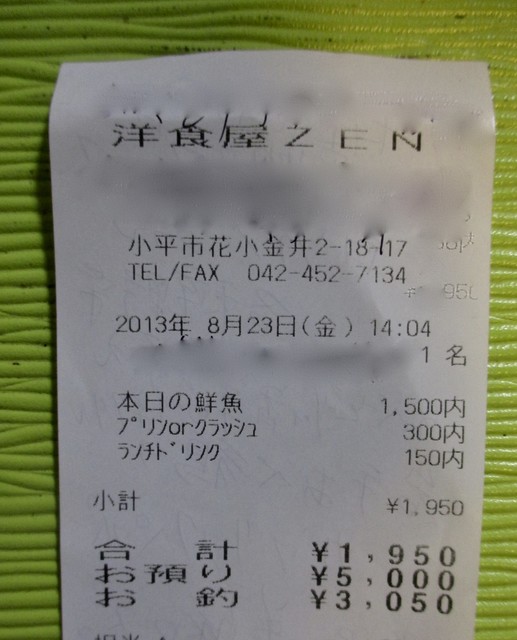 洋食屋ZEN
小平市花小金井2-18-17
TEL/FAX 042-452-7134
2013年 8月23日(金) 14:04
1 名
本日の鮮魚 1,500内
プリンorクラッシュ 300内
ランチドリンク 150内
小計 ¥1,950
合計 ¥1,950
お預り ¥5,000
お釣 ¥3,050